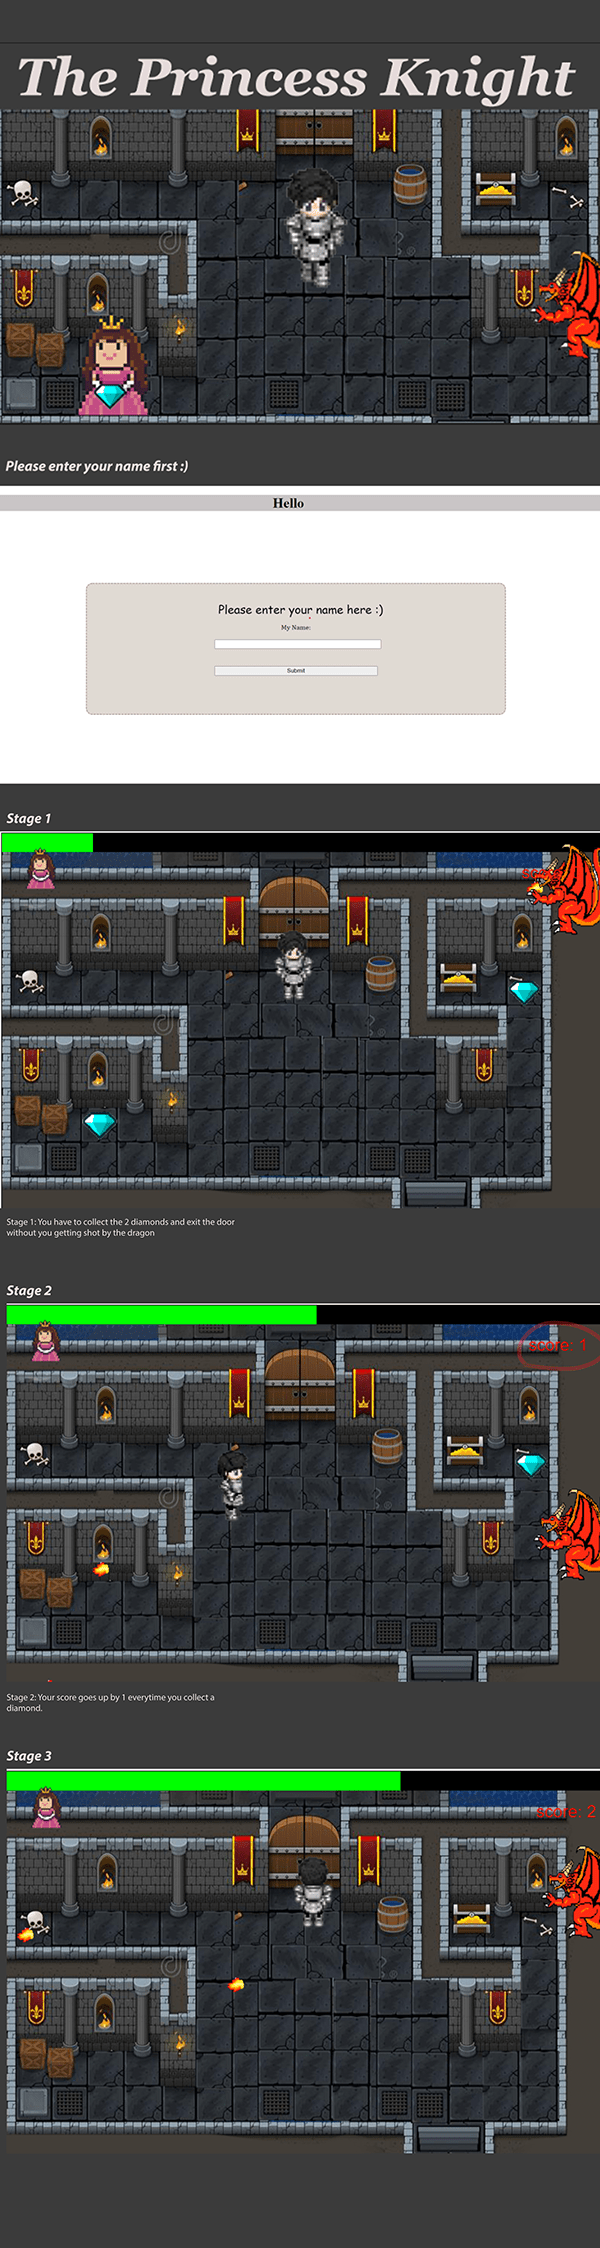 The Princess Knight
Please enter your name first :)
Hello
Please enter your name here :)
My Name:
Submit
Stage 1
score:
Stage 1: You have to collect the 2 diamonds and exit the door
without you getting shot by the dragon
Stage 2
score: 1
Stage 2: Your score goes up by 1 everytime you collect a
diamond.
Stage 3
score: 2